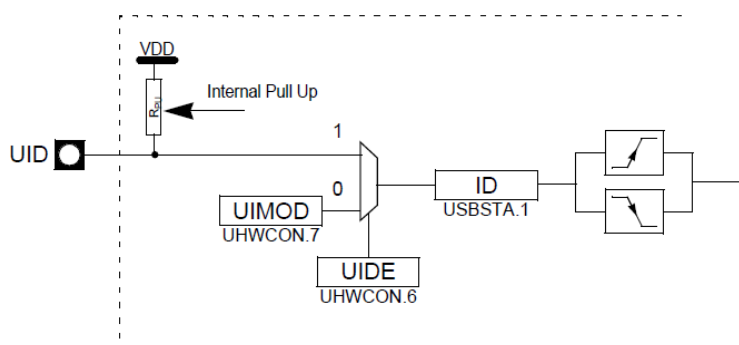 VDD
Internal Pull Up
RPU
1
UID
0
UIMOD
UHWCON.7
ID
USBSTA.1
UIDE
UHWCON.6